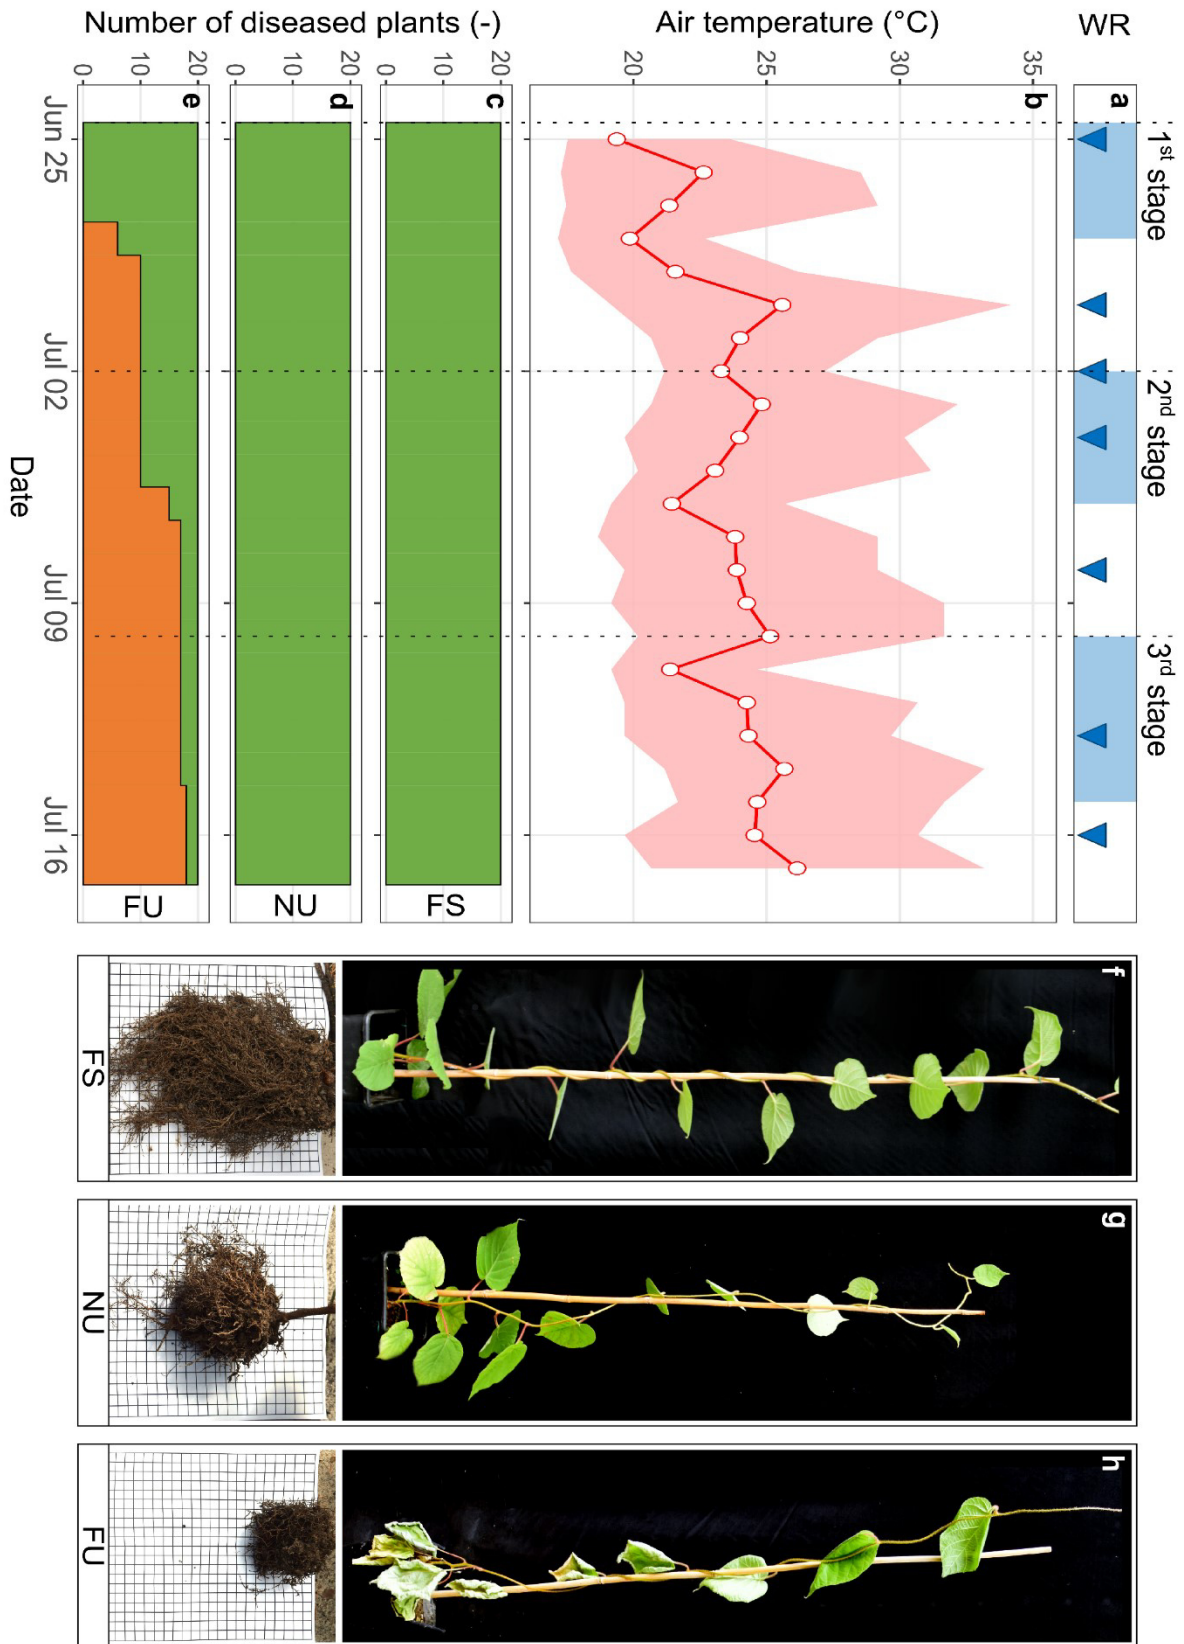 WR
a
1st stage
2nd stage
3rd stage
Air temperature (°C)
b
35
30
25
20
Number of diseased plants (-)
c
20
10
0
FS
d
20
10
0
NU
e
20
10
0
FU
Jun 25
Jul 02
Jul 09
Jul 16
Date
f
FS
g
NU
h
FU